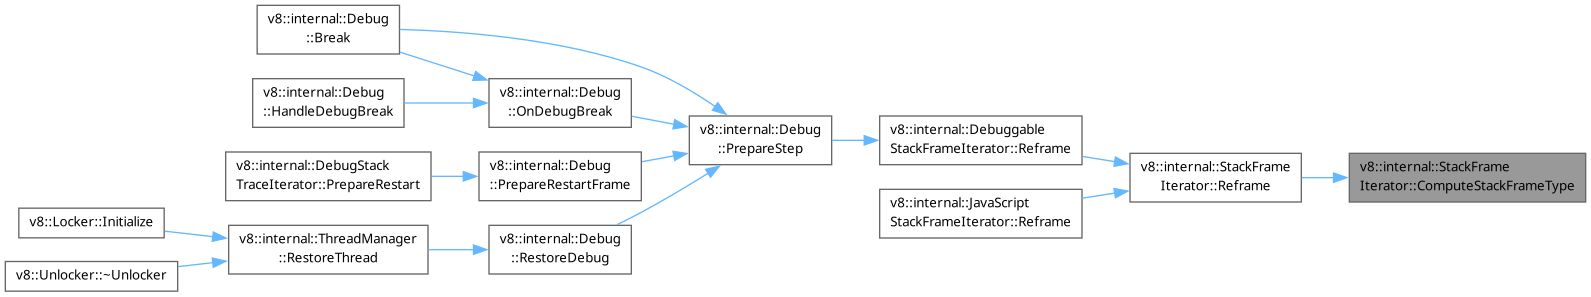 v8::internal::Debug
::Break
v8::internal::Debug
::HandleDebugBreak
v8::internal::Debug
::OnDebugBreak
v8::internal::Debug
::PrepareStep
v8::internal::Debuggable
StackFrameIterator::Reframe
v8::internal::DebugStack
TraceIterator::PrepareRestart
v8::internal::Debug
::PrepareRestartFrame
v8::internal::StackFrame
Iterator::Reframe
v8::internal::StackFrame
Iterator::ComputeStackFrameType
v8::internal::JavaScript
StackFrameIterator::Reframe
v8::Locker::Initialize
v8::internal::ThreadManager
::RestoreThread
v8::internal::Debug
::RestoreDebug
v8::Unlocker::~Unlocker